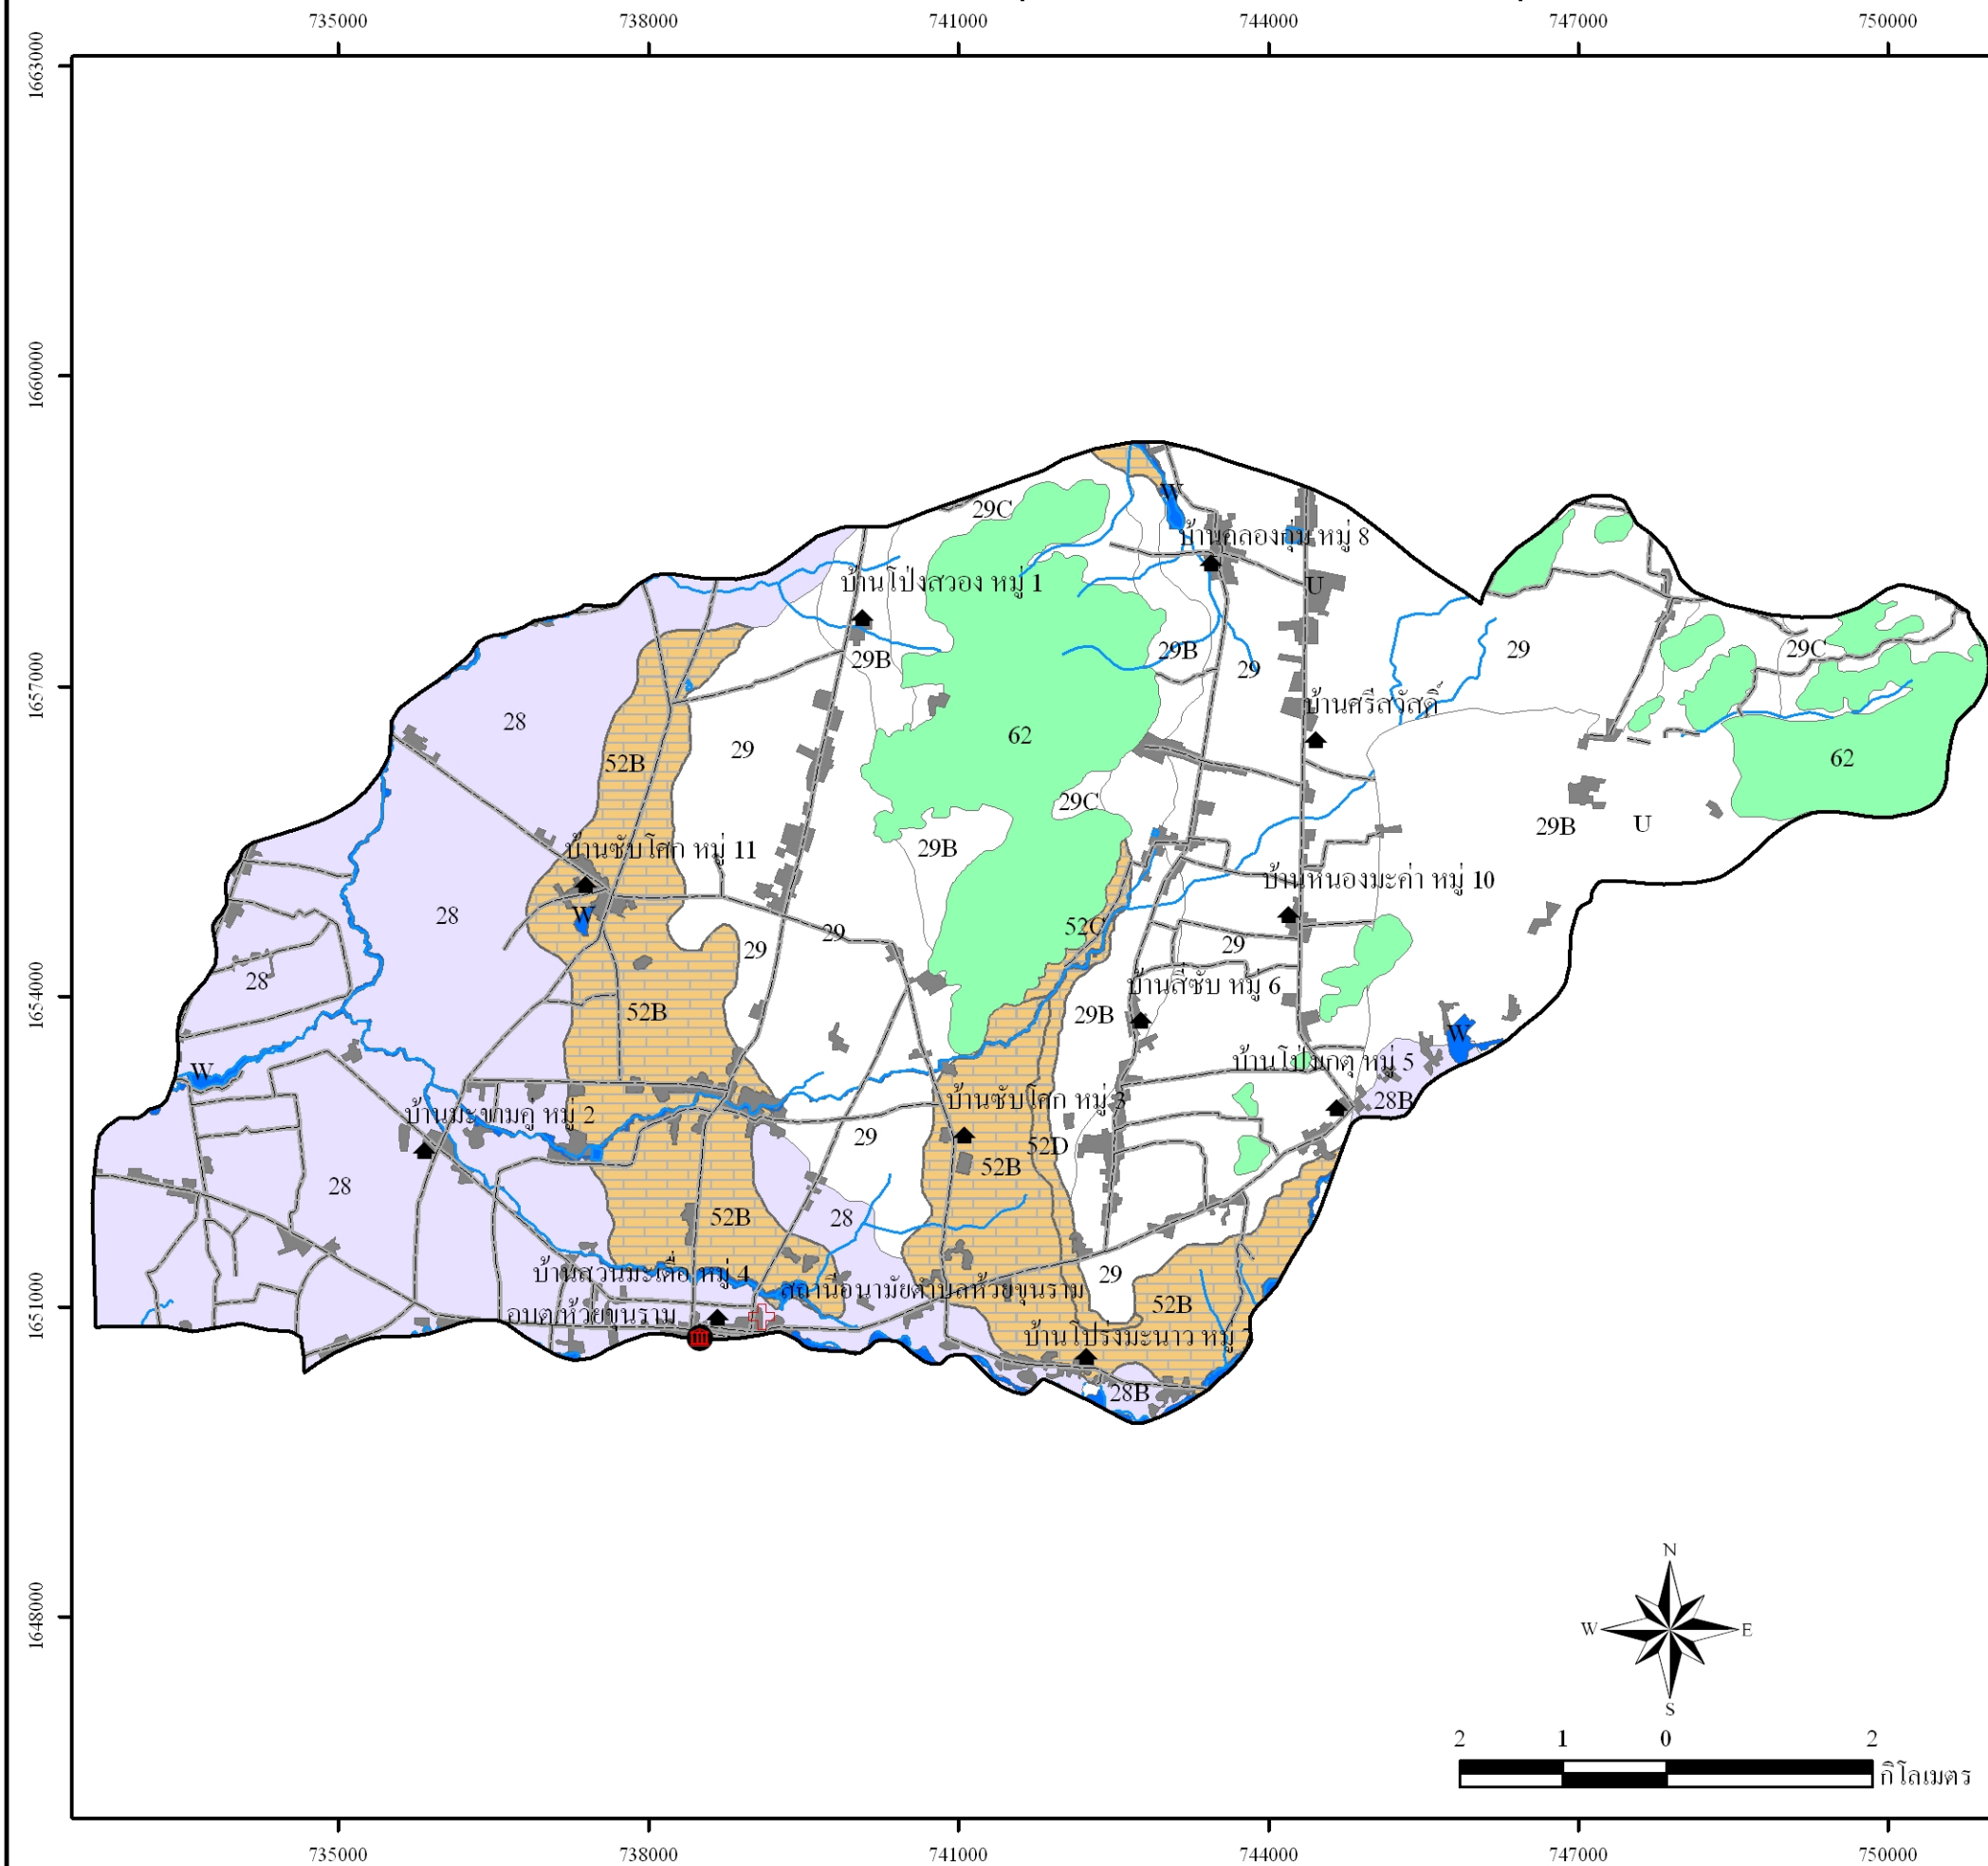 735000 738000 741000 744000 747000 750000
1663000
1660000
1657000
1654000
1651000
1648000
29C
W
บ้านคลองกุ่ม หมู่ 8
บ้านโป่งสวอง หมู่ 1
U
29B
29B
29
29
29C
28
บ้านศรีสวัสดิ์
52B
29
62
62
29C
29B
U
บ้านซับโศก หมู่ 11
29B
บ้านหนองมะค่า หมู่ 10
28
W
29
29
52C
29
28
บ้านสี่ซับ หมู่ 6
52B
29B
W
บ้านโป่งเกตุ หมู่ 5
W
บ้านมะขามคู่ หมู่ 2
บ้านซับโศก หมู่ 3
28B
29
52D
52B
28
52B
28
บ้านสวนมะเดื่อ หมู่ 4
29
สถานีอนามัยตำบลห้วยขุนราม
52B
อบต.ห้วยขุนราม
บ้านโปร่งมะนาว หมู่ 7
28B
N
W E
S
2 1 0 2
กิโลเมตร
735000 738000 741000 744000 747000 750000